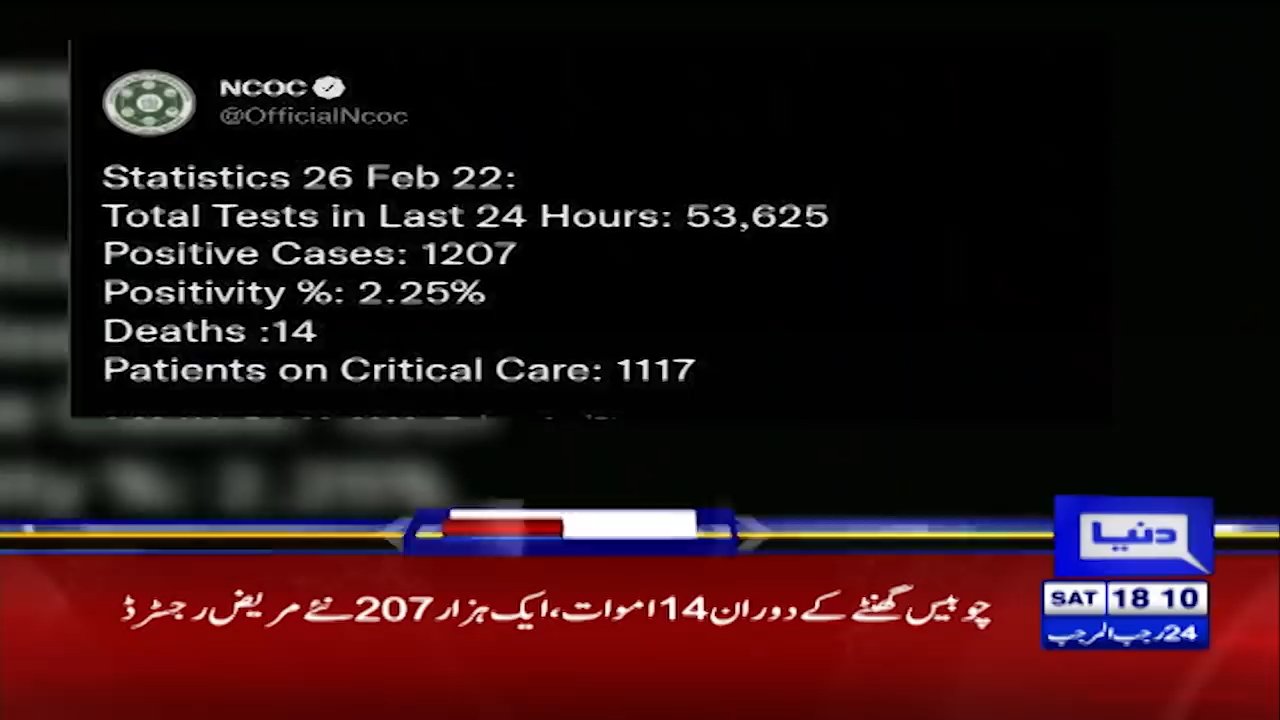 NCOC
@OfficialNcoc
Statistics 26 Feb 22:
Total Tests in Last 24 Hours: 53,625
Positive Cases: 1207
Positivity %: 2.25%
Deaths :14
Patients on Critical Care: 1117
دنیا
چوبیس گھنٹے کے دوران 14 اموات، ایک ہزار 207 نئے مریض رجسٹرڈ
SAT 18 10
24 رجب المرجب